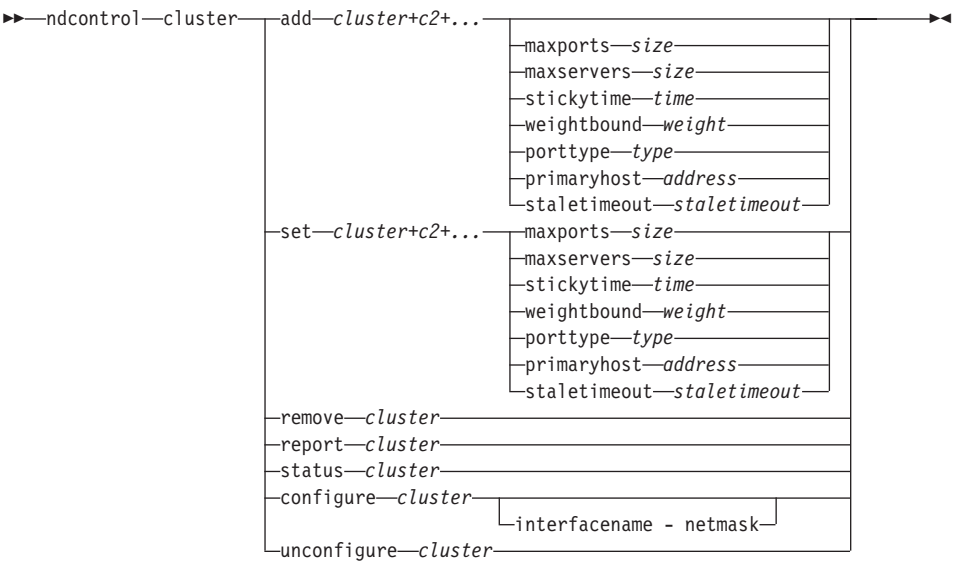 ndcontrol cluster add cluster+c2+...
maxports size
maxservers size
stickytime time
weightbound weight
porttype type
primaryhost address
staletimeout staletimeout
set cluster+c2+... maxports size
maxservers size
stickytime time
weightbound weight
porttype type
primaryhost address
staletimeout staletimeout
remove cluster
report cluster
status cluster
configure cluster
interfacename - netmask
unconfigure cluster